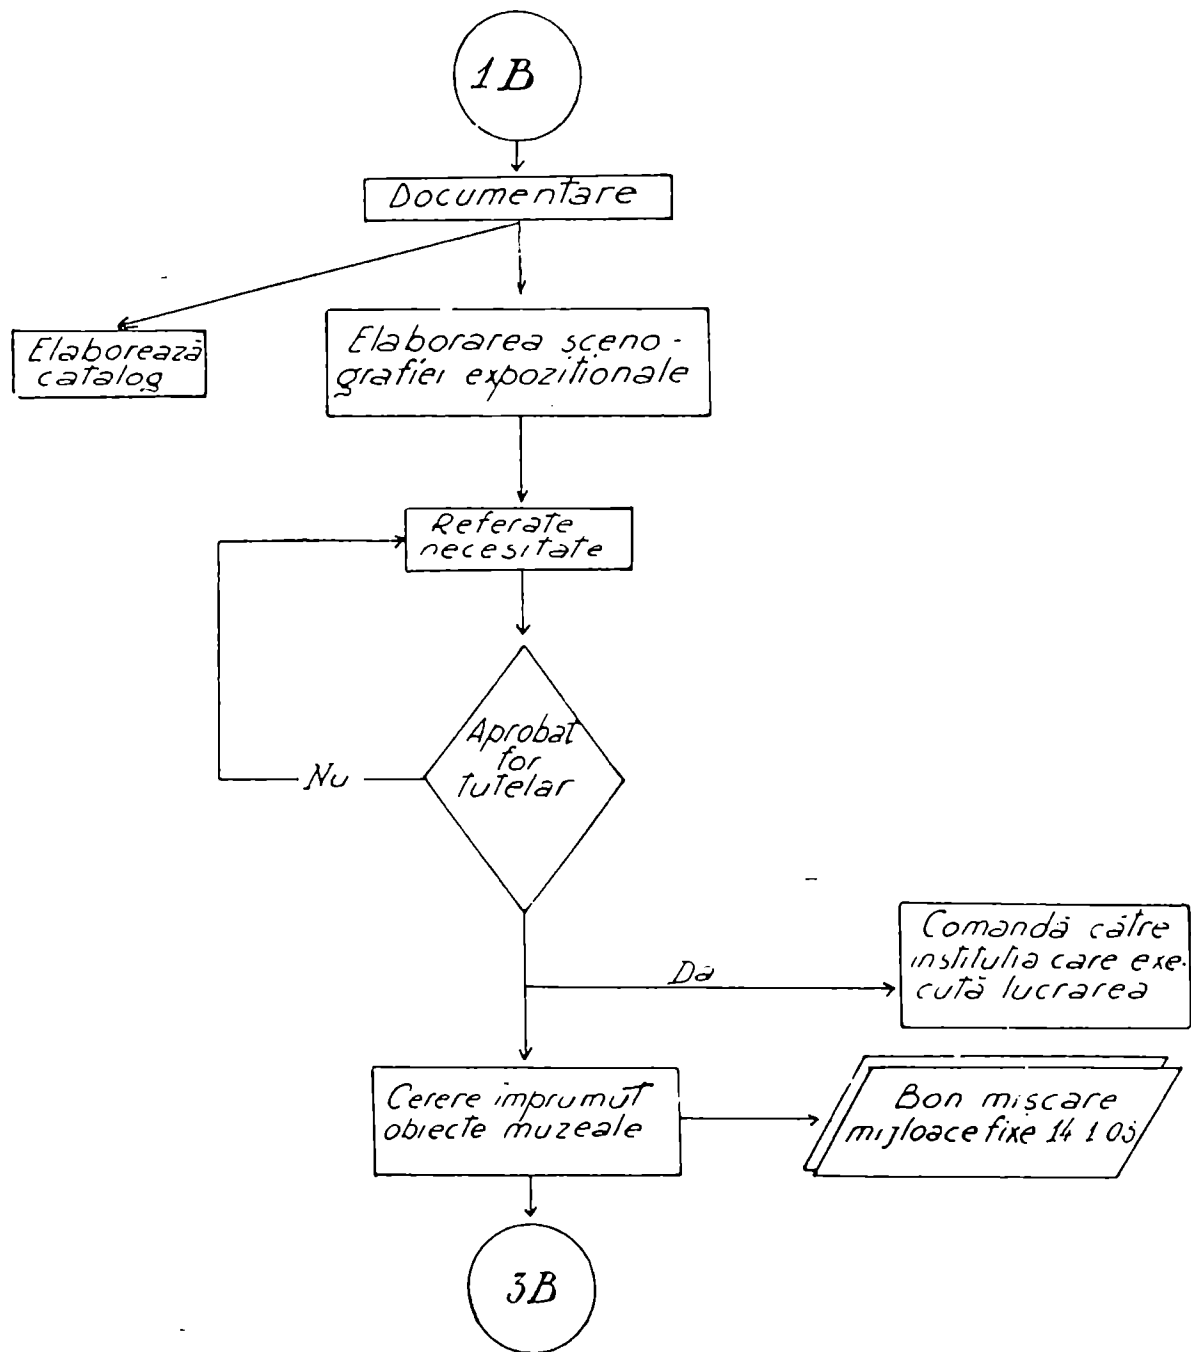 1B
Documentare
Elaborează
catalog
Elaborarea sceno-
grafiei expoziționale
Referate
necesitate
Aprobat
for
tutelar
Nu
Da
Comandă către
instituția care exe-
cută lucrarea
Cerere împrumut
obiecte muzeale
Bon mișcare
mijloace fixe 14 1 03
3B